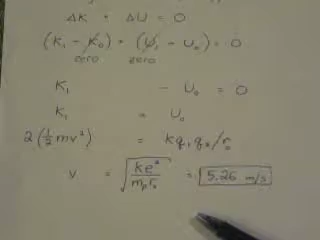 ΔK + ΔU = 0
(K₁ - K₀) + (U₁ - U₀) = 0
zero zero
K₁ - U₀ = 0
K₁ = U₀
2(½mv²) = kq₁q₂/r₀
v = √(ke²/mₚr₀) = 5.26 m/s